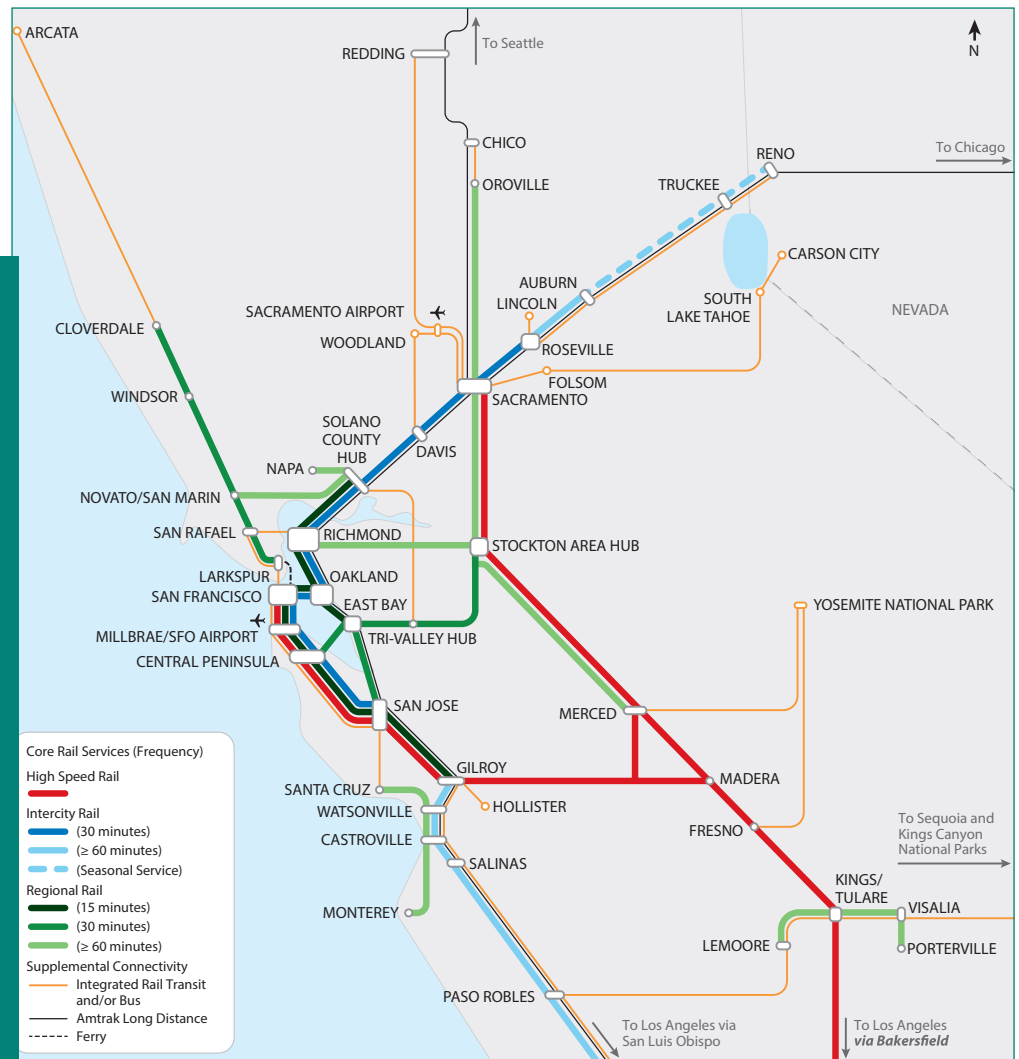 ARCATA
REDDING
To Seattle
N
CHICO
OROVILLE
To Chicago
RENO
TRUCKEE
CARSON CITY
AUBURN
LINCOLN
SOUTH
LAKE TAHOE
NEVADA
SACRAMENTO AIRPORT
WOODLAND
ROSEVILLE
CLOVERDALE
FOLSOM
SACRAMENTO
WINDSOR
SOLANO
COUNTY
HUB
DAVIS
NAPA
NOVATO/SAN MARIN
SAN RAFAEL
RICHMOND
STOCKTON AREA HUB
LARKSPUR
OAKLAND
SAN FRANCISCO
EAST BAY
YOSEMITE NATIONAL PARK
MILLBRAE/SFO AIRPORT
TRI-VALLEY HUB
CENTRAL PENINSULA
SAN JOSE
MERCED
GILROY
MADERA
SANTA CRUZ
HOLLISTER
WATSONVILLE
FRESNO
CASTROVILLE
To Sequoia and
Kings Canyon
National Parks
SALINAS
KINGS/
TULARE
VISALIA
MONTEREY
LEMOORE
PORTERVILLE
PASO ROBLES
To Los Angeles via
San Luis Obispo
To Los Angeles
via Bakersfield
Core Rail Services (Frequency)
High Speed Rail
Intercity Rail
(30 minutes)
(≥ 60 minutes)
(Seasonal Service)
Regional Rail
(15 minutes)
(30 minutes)
(≥ 60 minutes)
Supplemental Connectivity
Integrated Rail Transit
and/or Bus
Amtrak Long Distance
Ferry